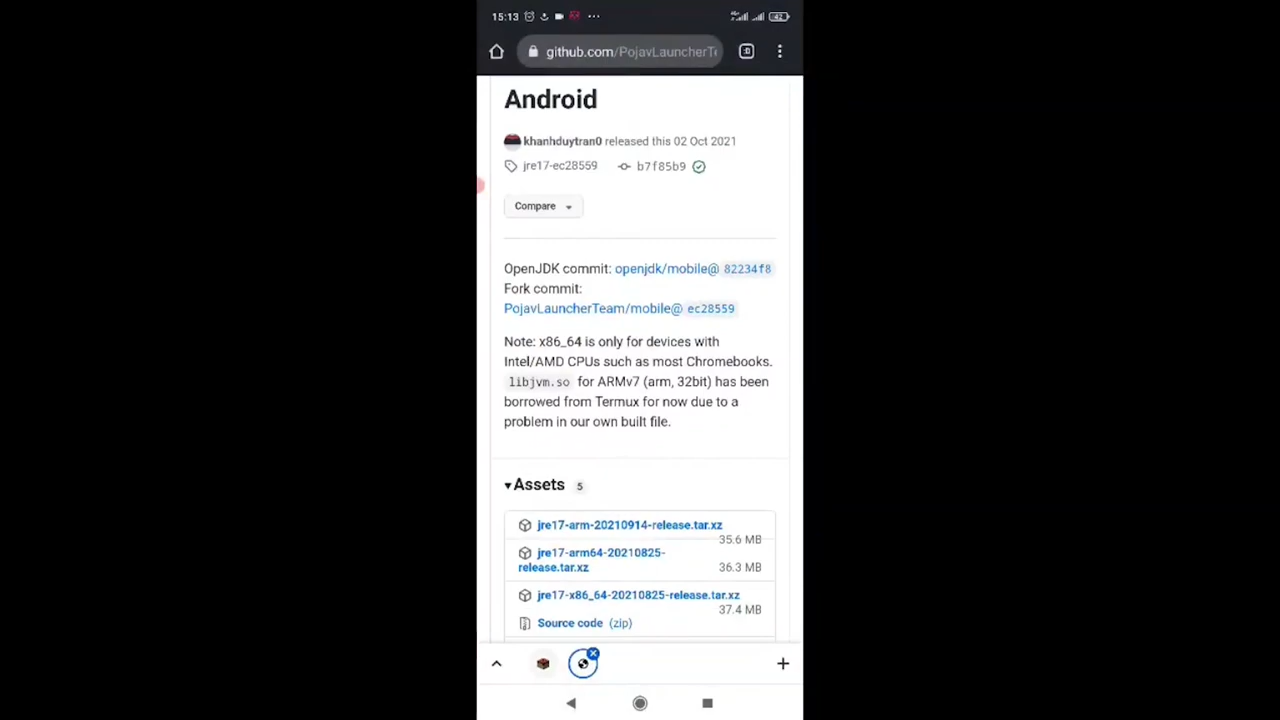 15:13
42
github.com/PojavLauncherT
:D
Android
khanhduytran0 released this 02 Oct 2021
jre17-ec28559 b7f85b9
Compare
OpenJDK commit: openjdk/mobile@ 82234f8
Fork commit:
PojavLauncherTeam/mobile@ ec28559
Note: x86_64 is only for devices with
Intel/AMD CPUs such as most Chromebooks.
libjvm.so for ARMv7 (arm, 32bit) has been
borrowed from Termux for now due to a
problem in our own built file.
Assets 5
jre17-arm-20210914-release.tar.xz
35.6 MB
jre17-arm64-20210825-
release.tar.xz 36.3 MB
jre17-x86_64-20210825-release.tar.xz
37.4 MB
Source code (zip)